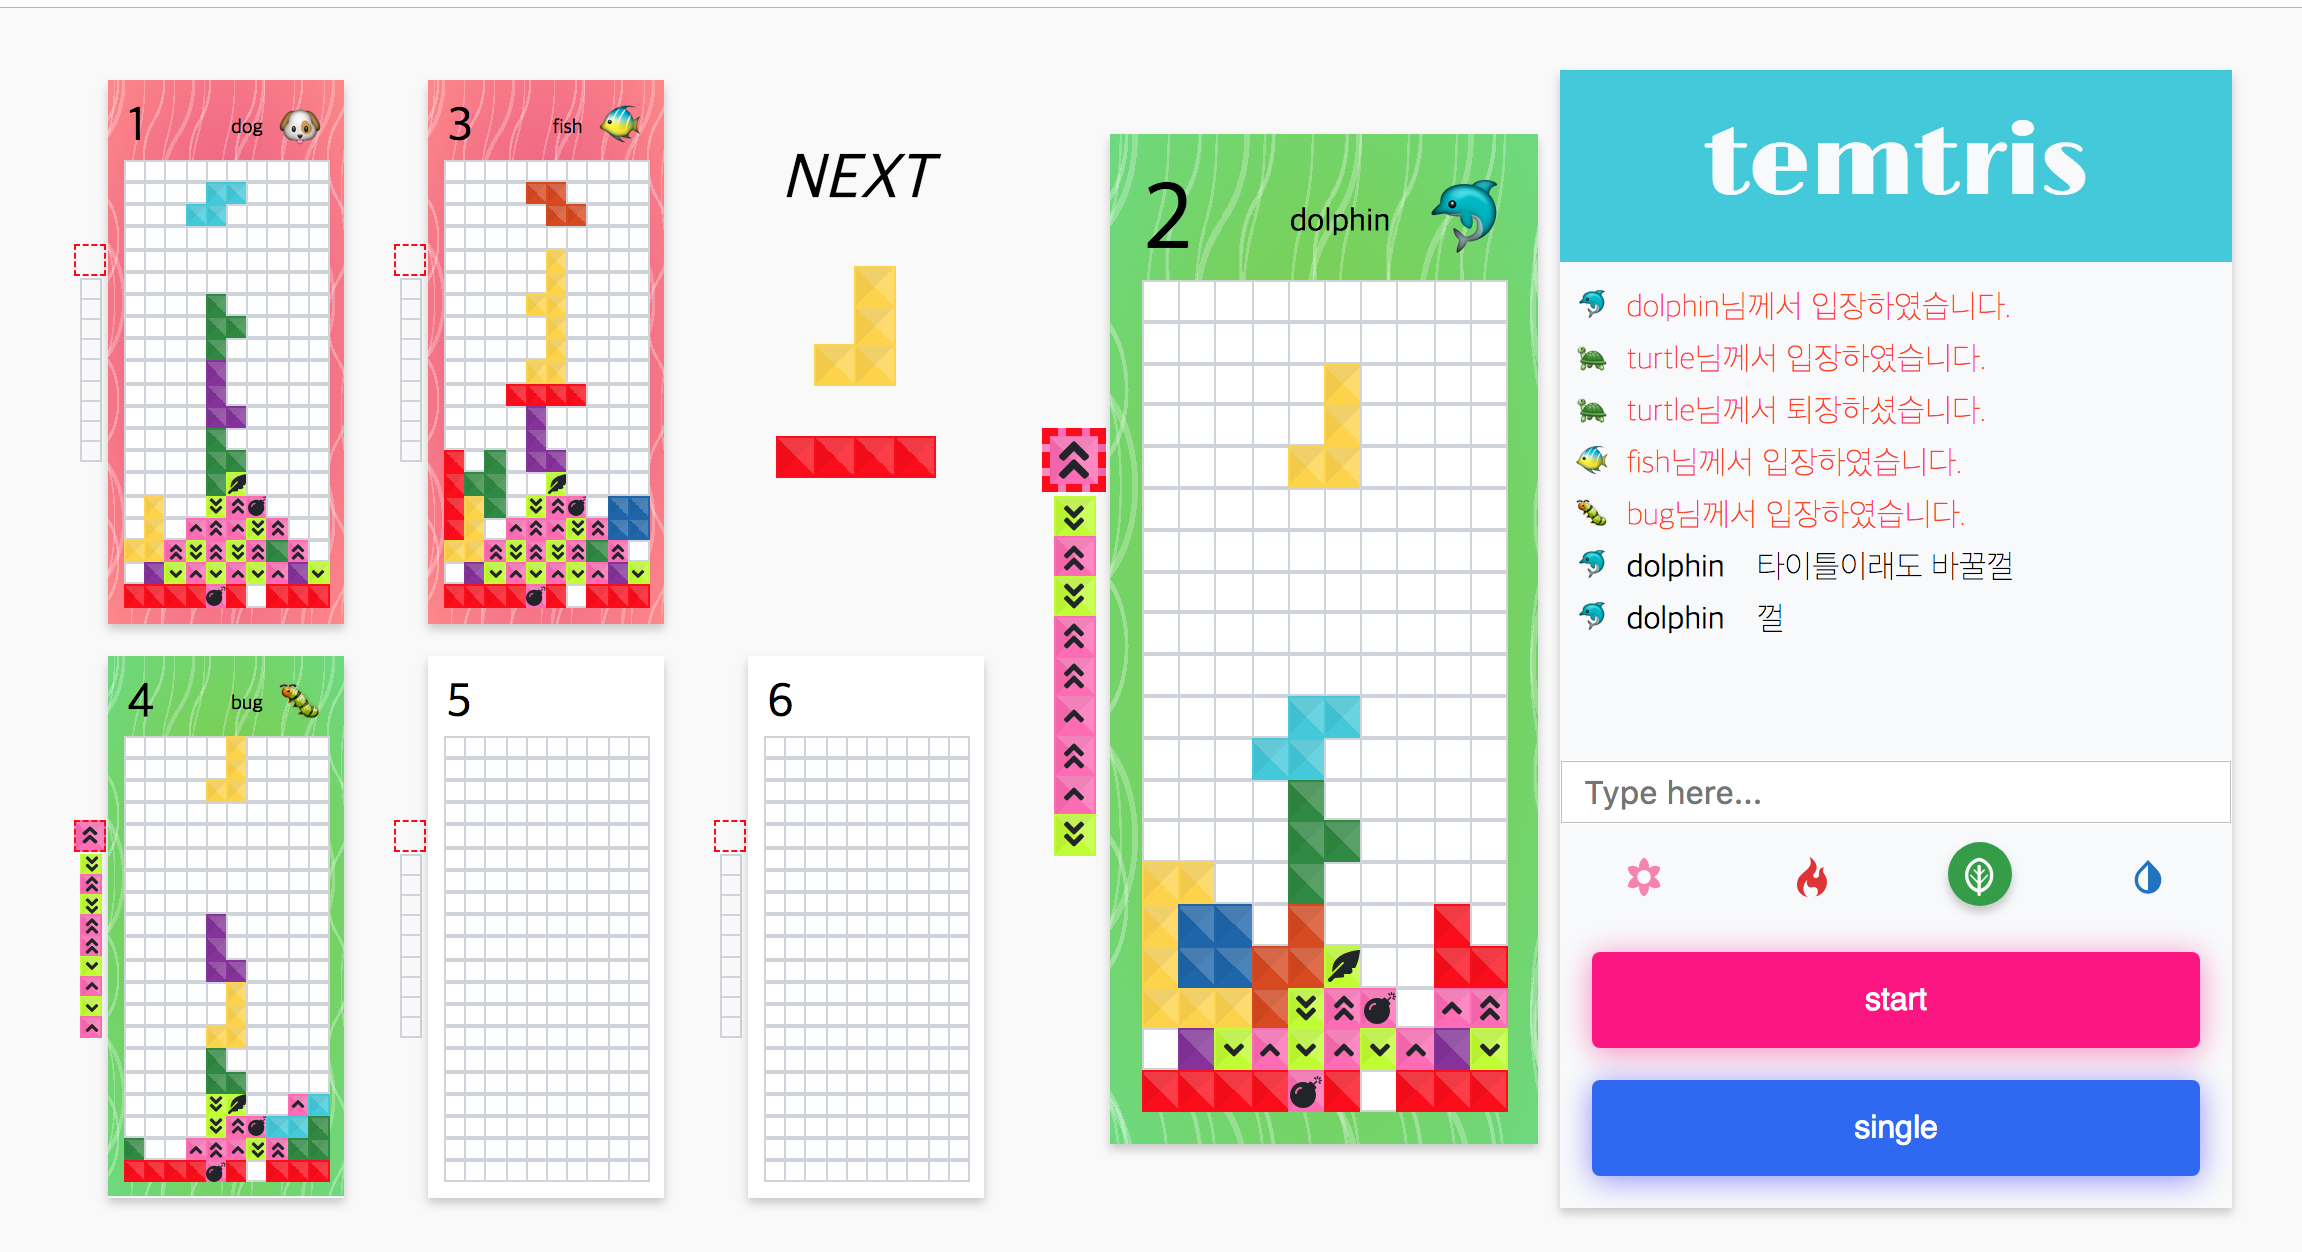 1 dog
3 fish
NEXT
2 dolphin
4 bug
5
6
temtris
dolphin님께서 입장하였습니다.
turtle님께서 입장하였습니다.
turtle님께서 퇴장하셨습니다.
fish님께서 입장하였습니다.
bug님께서 입장하였습니다.
dolphin 타이틀이래도 바꿀껄
dolphin 껄
Type here...
start
single